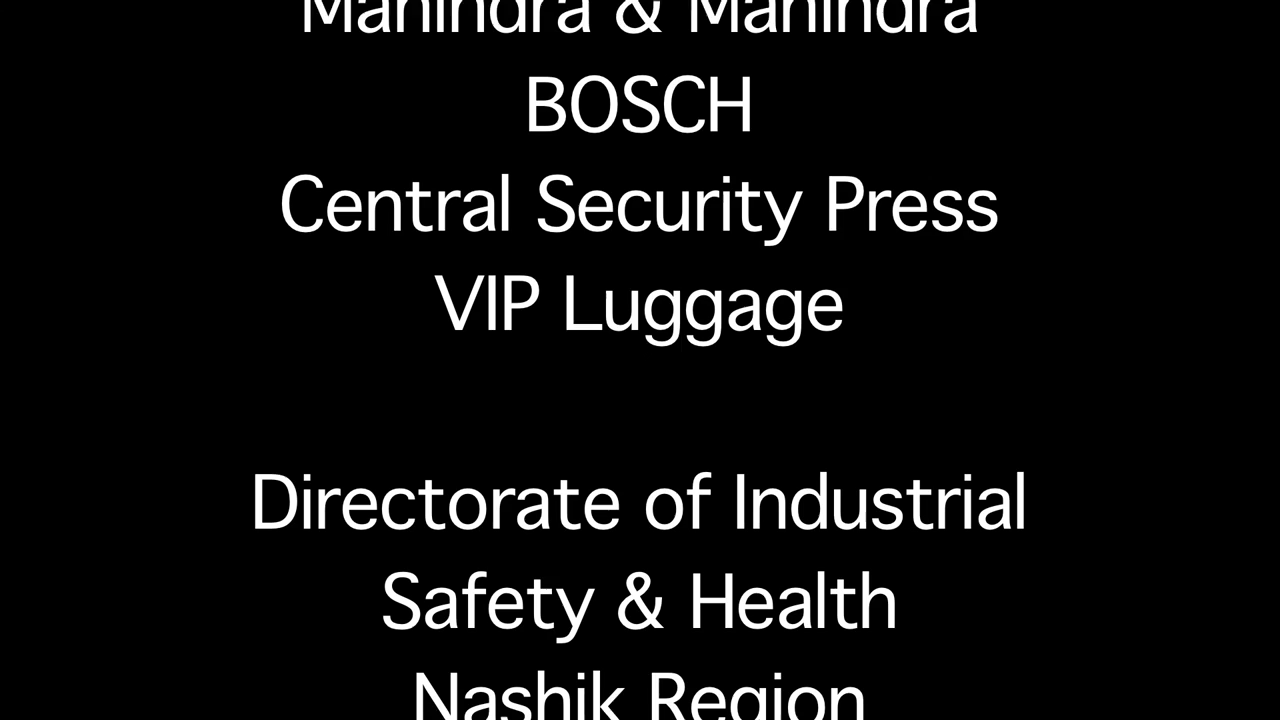 Mahindra & Mahindra
BOSCH
Central Security Press
VIP Luggage
Directorate of Industrial
Safety & Health
Nashik Region